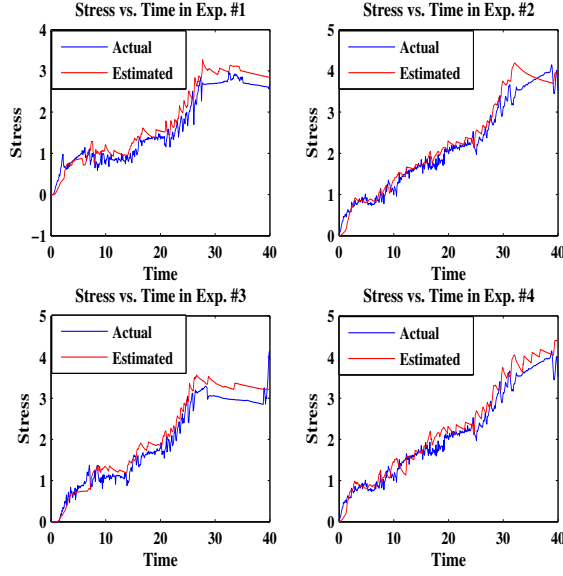 Stress vs. Time in Exp. #1
Actual
Estimated
Stress
4
3
2
1
0
−1
0
10
20
30
40
Time
Stress vs. Time in Exp. #2
Actual
Estimated
Stress
5
4
3
2
1
0
0
10
20
30
40
Time
Stress vs. Time in Exp. #3
Actual
Estimated
Stress
5
4
3
2
1
0
0
10
20
30
40
Time
Stress vs. Time in Exp. #4
Actual
Estimated
Stress
5
4
3
2
1
0
0
10
20
30
40
Time